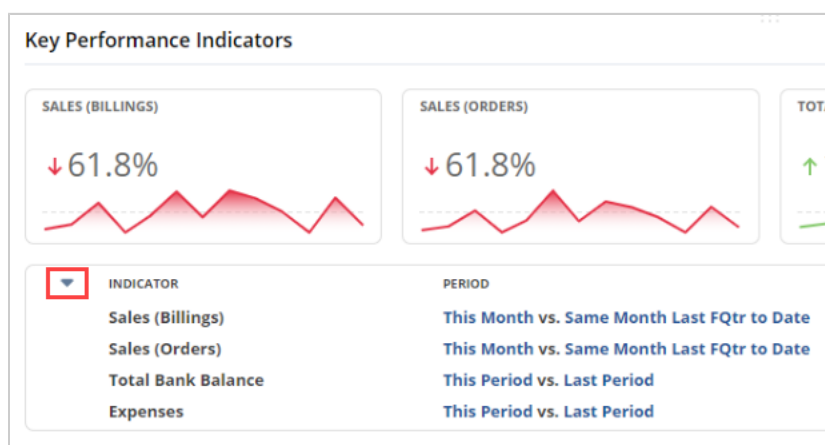 Key Performance Indicators
SALES (BILLINGS)
SALES (ORDERS)
↓61.8%
↓61.8%
↑
INDICATOR
PERIOD
Sales (Billings)
This Month vs. Same Month Last FQtr to Date
Sales (Orders)
This Month vs. Same Month Last FQtr to Date
Total Bank Balance
This Period vs. Last Period
Expenses
This Period vs. Last Period